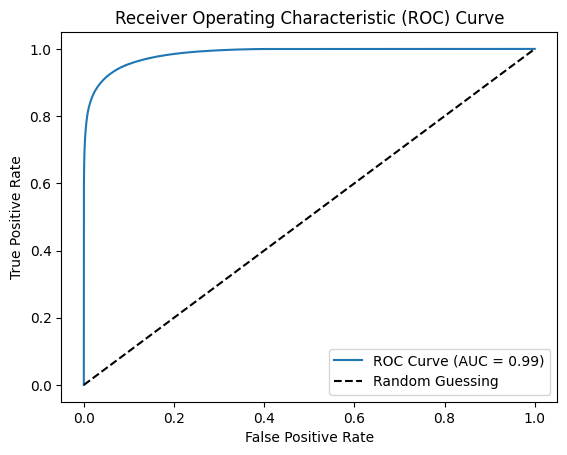 Receiver Operating Characteristic (ROC) Curve
True Positive Rate
1.0
0.8
0.6
0.4
0.2
0.0
ROC Curve (AUC = 0.99)
Random Guessing
0.0 0.2 0.4 0.6 0.8 1.0
False Positive Rate